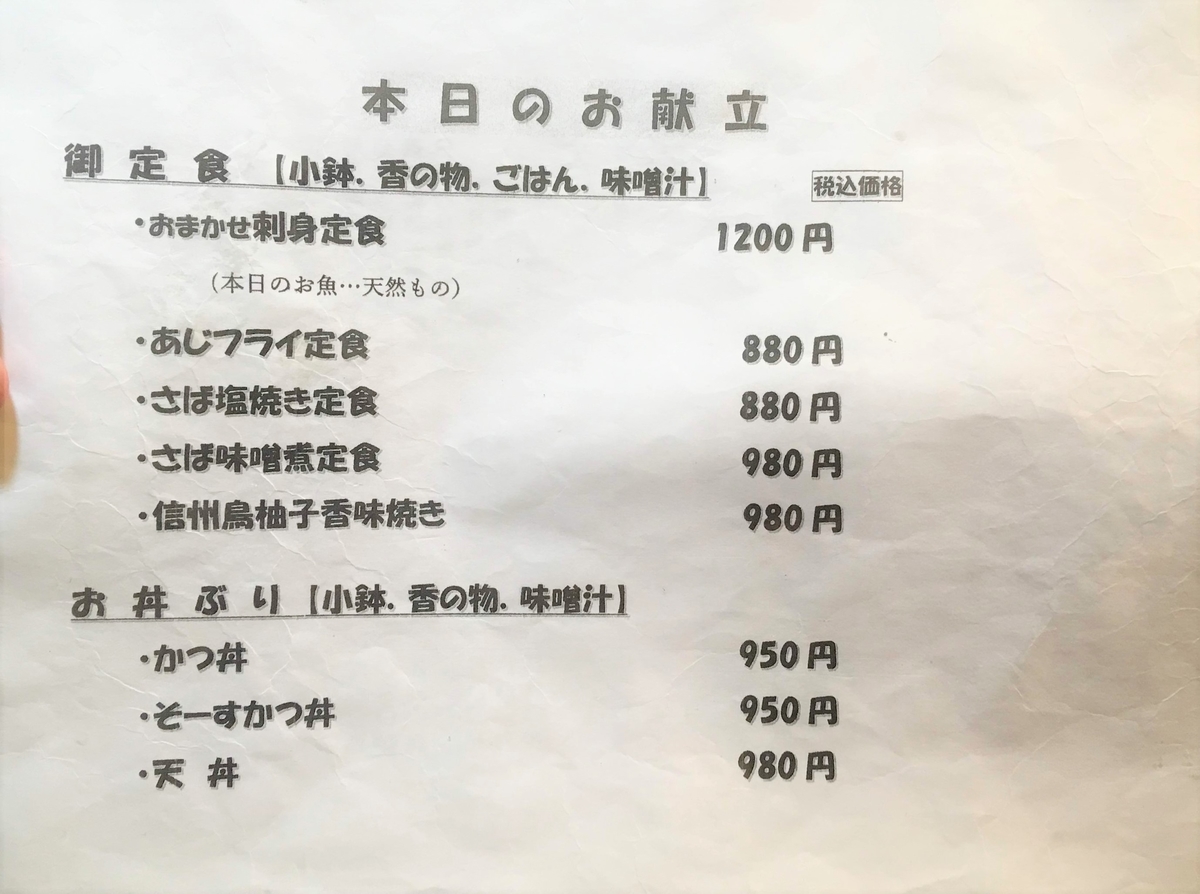 本日のお献立
御定食【小鉢.香の物.ごはん.味噌汁】 税込価格
・おまかせ刺身定食 1200円
(本日のお魚…天然もの)
・あじフライ定食 880円
・さば塩焼き定食 880円
・さば味噌煮定食 980円
・信州鳥柚子香味焼き 980円
お丼ぶり【小鉢.香の物.味噌汁】
・かつ丼 950円
・そーすかつ丼 950円
・天丼 980円